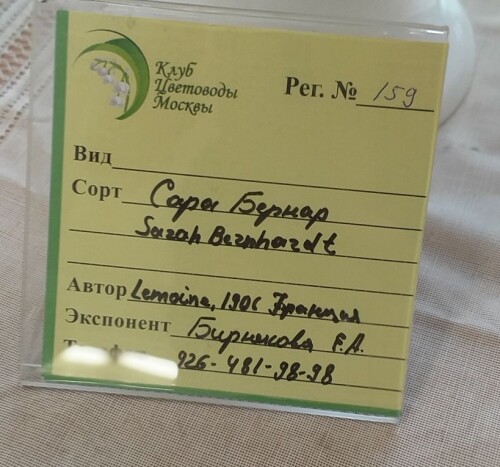 Клуб
Цветоводы
Москвы
Рег. № 159
Вид
Сорт Сара Бернар
Sarah Bernhardt
Автор Lemoine, 1906 Франция
Экспонент Бирюкова Е.А.
926-481-98-98